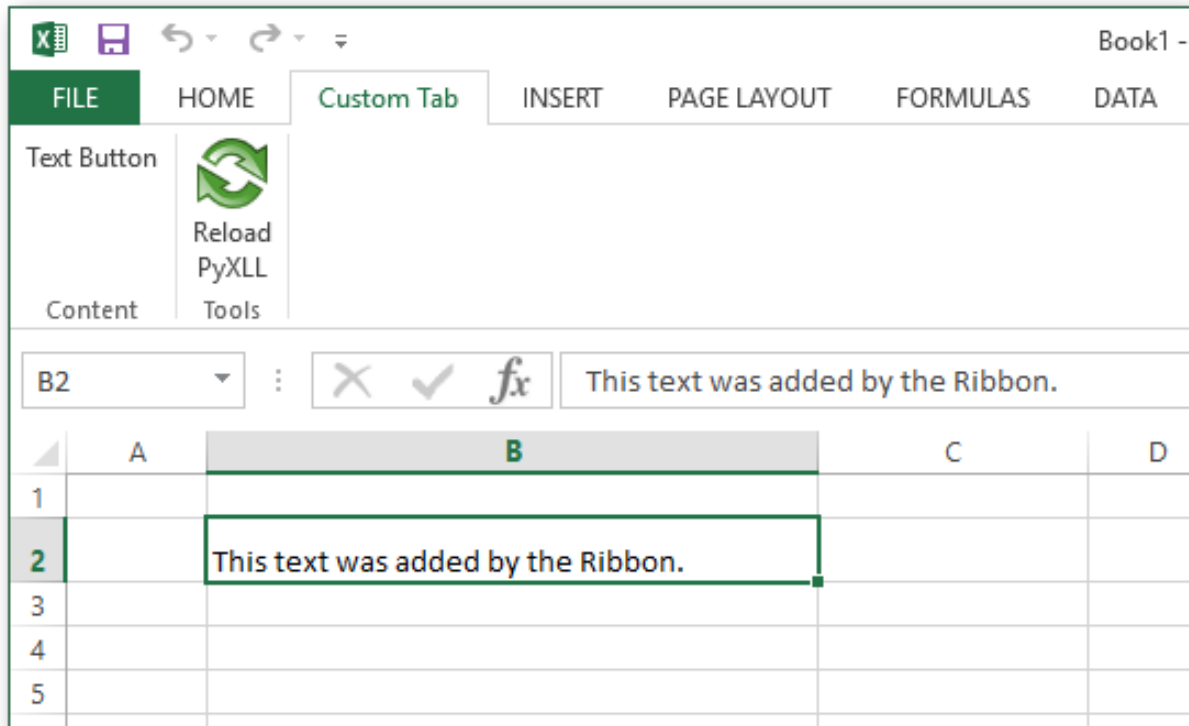 Book1 -
FILE HOME Custom Tab INSERT PAGE LAYOUT FORMULAS DATA
Text Button
Reload
PyXLL
Content Tools
B2 fx This text was added by the Ribbon.
A B C D
1
2 This text was added by the Ribbon.
3
4
5